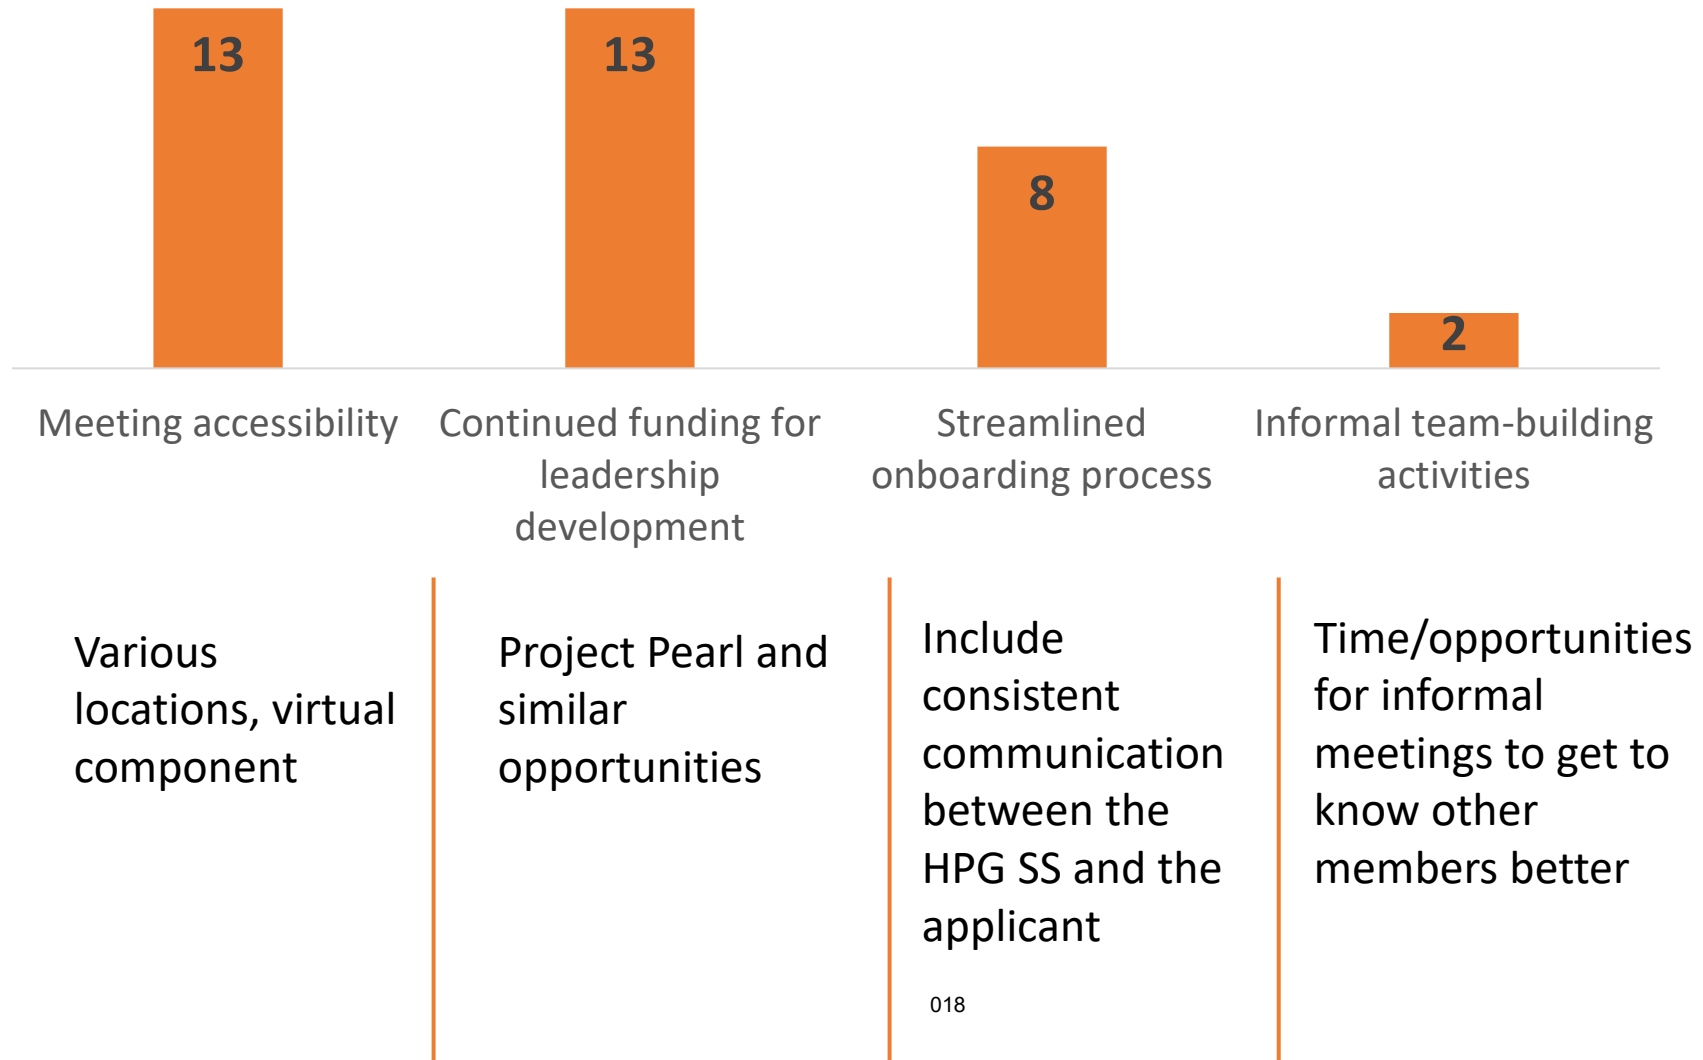 13
13
8
2
Meeting accessibility
Continued funding for
leadership
development
Streamlined
onboarding process
Informal team-building
activities
Various
locations, virtual
component
Project Pearl and
similar
opportunities
Include
consistent
communication
between the
HPG SS and the
applicant
Time/opportunities
for informal
meetings to get to
know other
members better
018